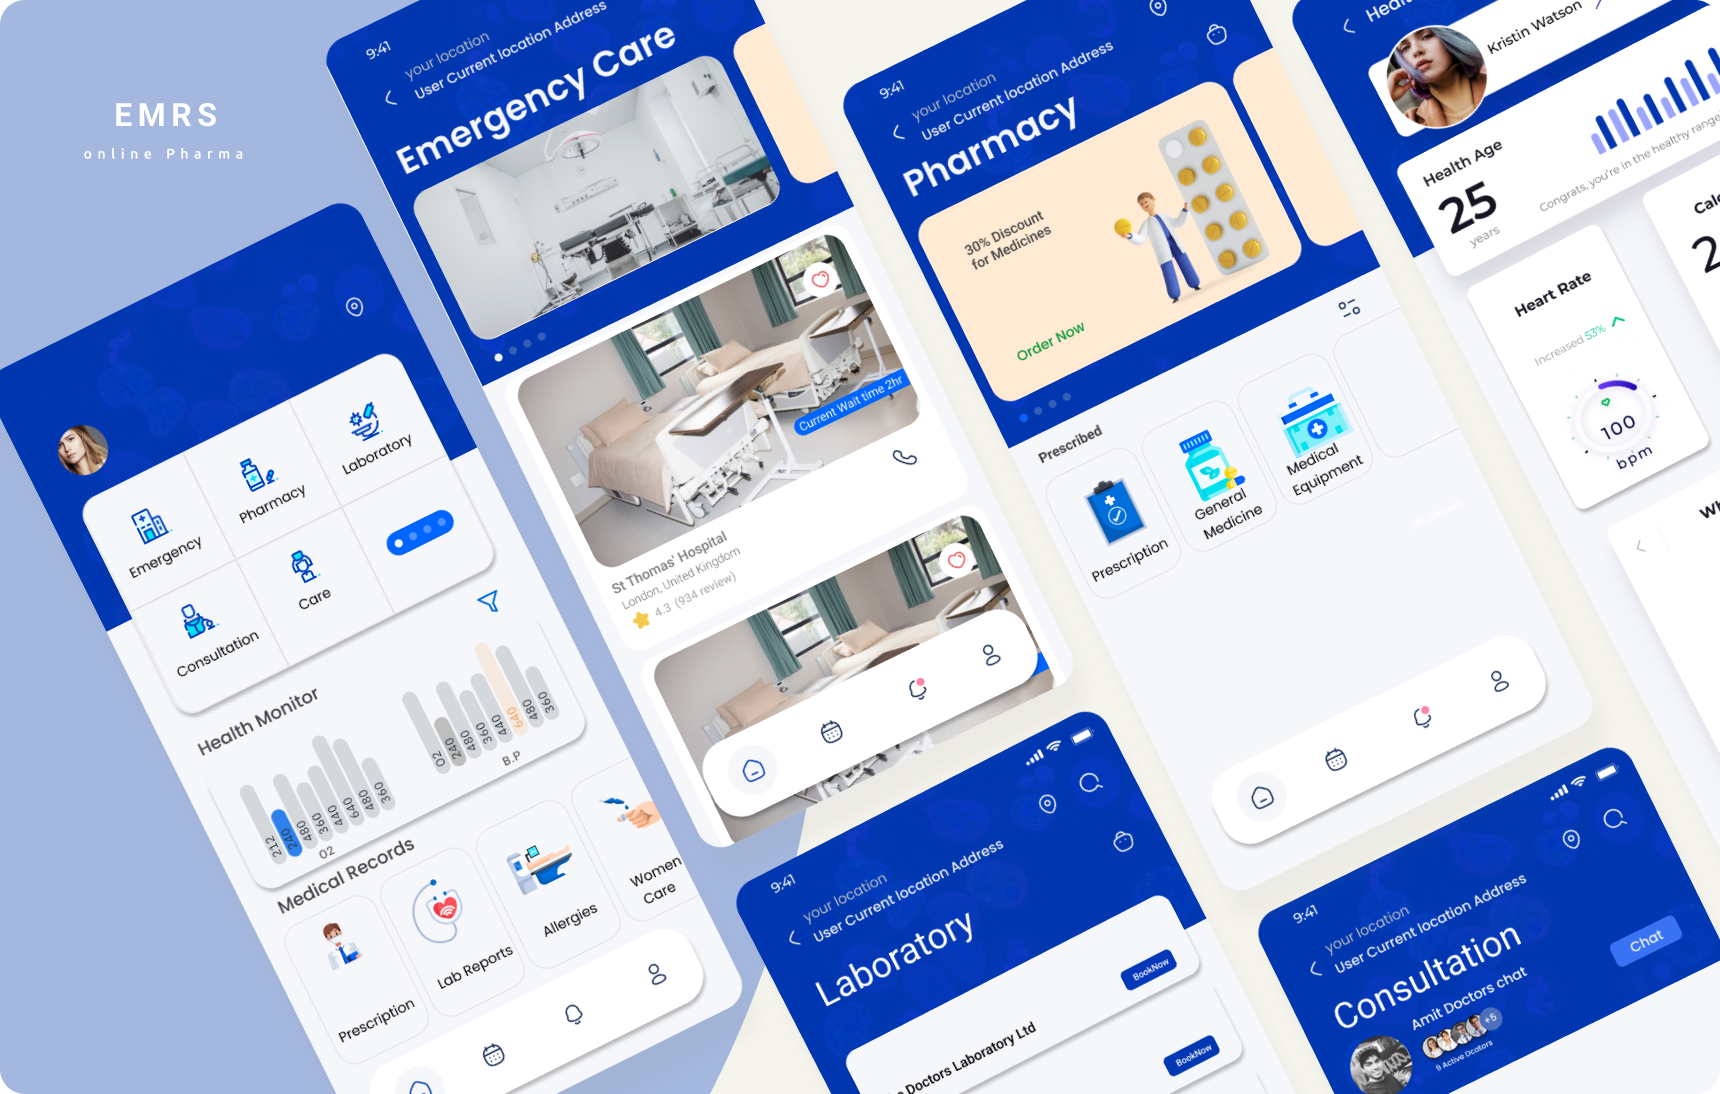 EMRS
online Pharma
Emergency
Pharmacy
Laboratory
Consultation
Care
Health Monitor
212
240
480
360
440
640
480
360
O2
O2
240
480
360
440
640
480
360
B.P
Medical Records
Prescription
Lab Reports
Allergies
Women
Care
9:41
your location
User Current location Address
Emergency Care
Current Wait time 2hr
St Thomas' Hospital
London, United Kingdom
4.3 (934 review)
9:41
your location
User Current location Address
Pharmacy
30% Discount
for Medicines
Order Now
Prescribed
Prescription
General
Medicine
Medical
Equipment
Kristin Watson
Health Age
25
years
Congrats, you're in the healthy range
Heart Rate
Increased 53%
100
bpm
9:41
your location
User Current location Address
Laboratory
BookNow
Doctors Laboratory Ltd
BookNow
9:41
your location
User Current location Address
Consultation
Amit Doctors chat
Chat
+5
9 Active Dcotors